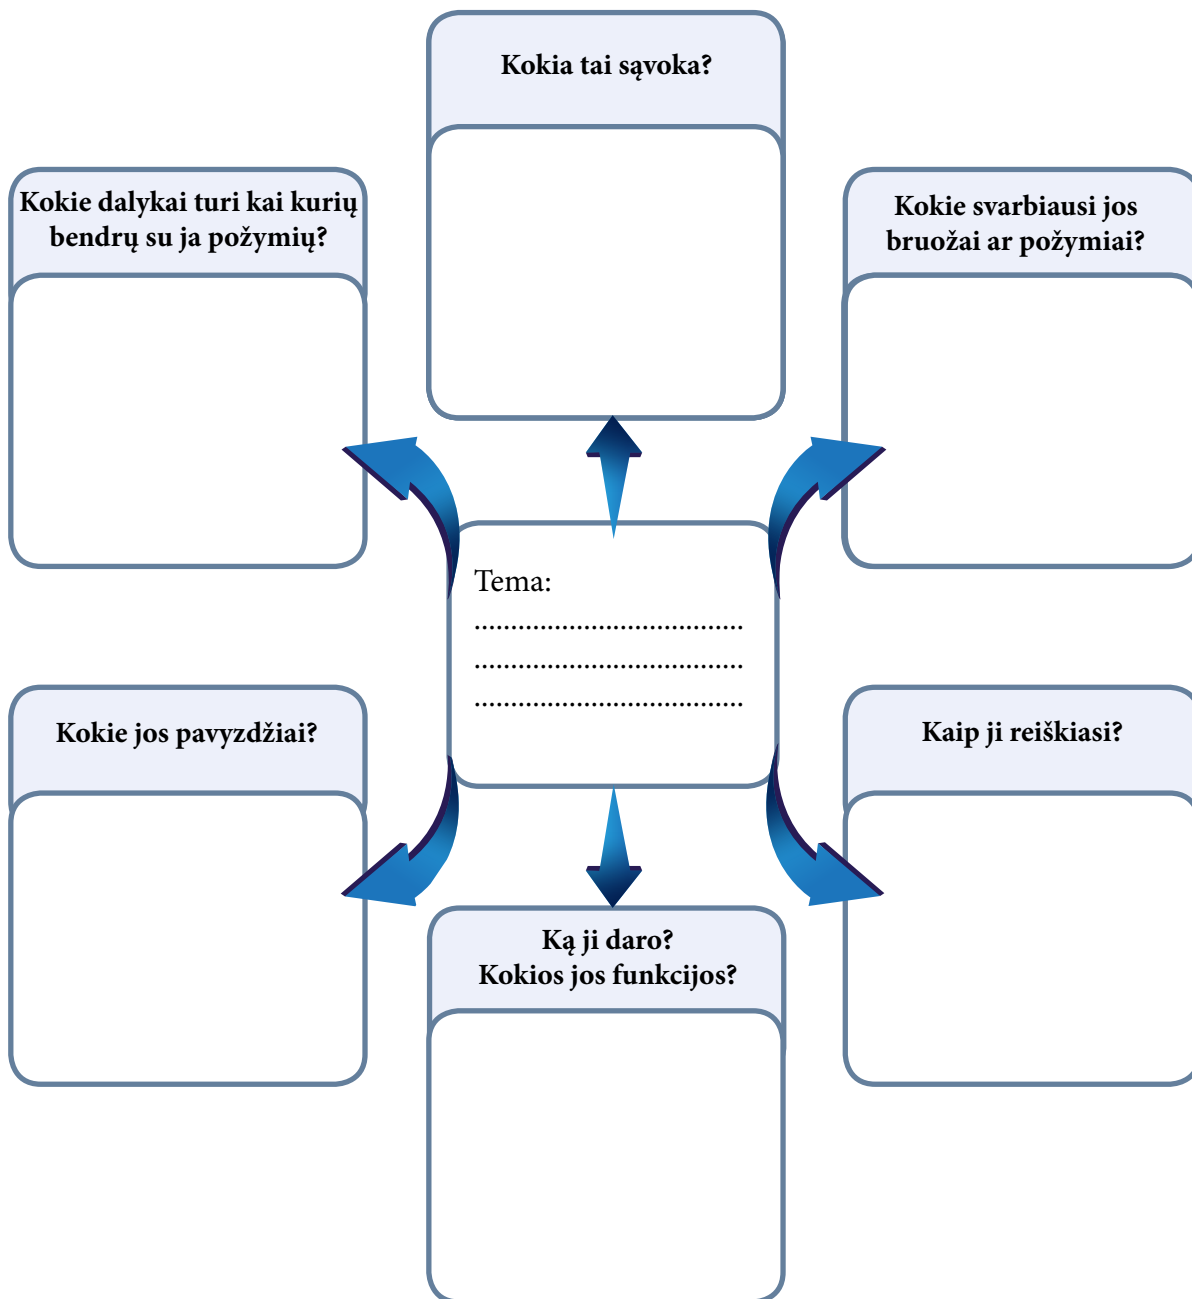 Kokia tai sąvoka?
Kokie dalykai turi kai kurių
bendrų su ja požymių?
Kokie svarbiausi jos
bruožai ar požymiai?
Tema:
.....................................
.....................................
.....................................
Kokie jos pavyzdžiai?
Kaip ji reiškiasi?
Ką ji daro?
Kokios jos funkcijos?